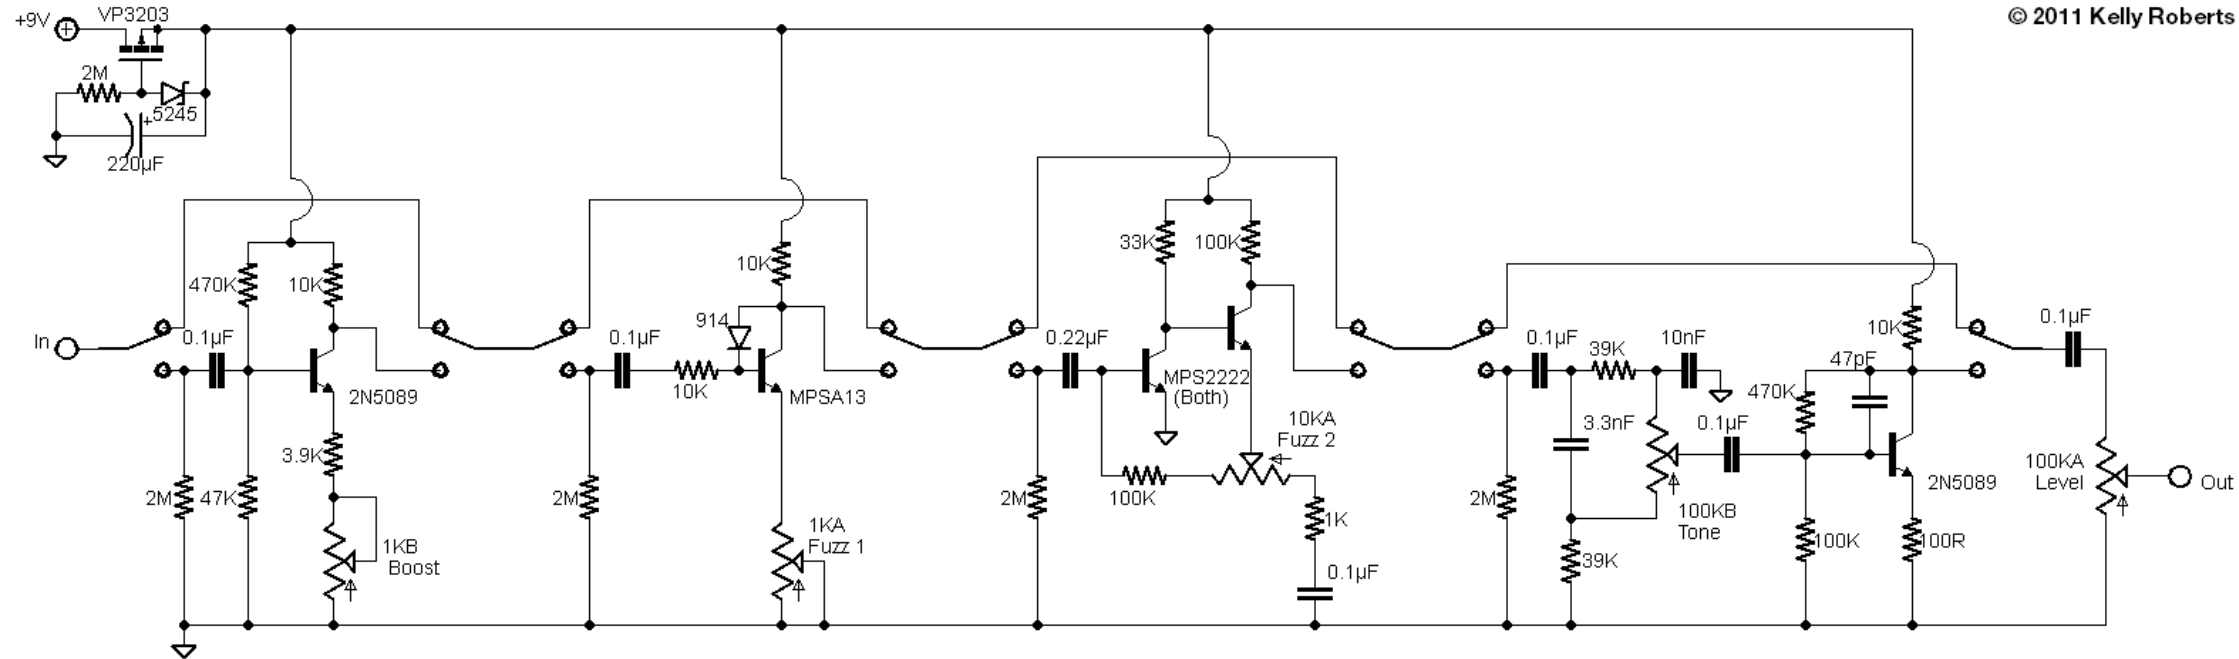 © 2011 Kelly Roberts
+9V
VP3203
2M
5245
+
220µF
In
470K
10K
0.1µF
2N5089
3.9K
2M
47K
1KB
Boost
10K
914
0.1µF
10K
MPSA13
2M
1KA
Fuzz 1
33K
100K
0.22µF
MPS2222
(Both)
10KA
Fuzz 2
2M
100K
1K
0.1µF
0.1µF
39K
10nF
3.3nF
2M
39K
100KB
Tone
0.1µF
470K
47pF
10K
2N5089
100K
100R
0.1µF
100KA
Level
Out